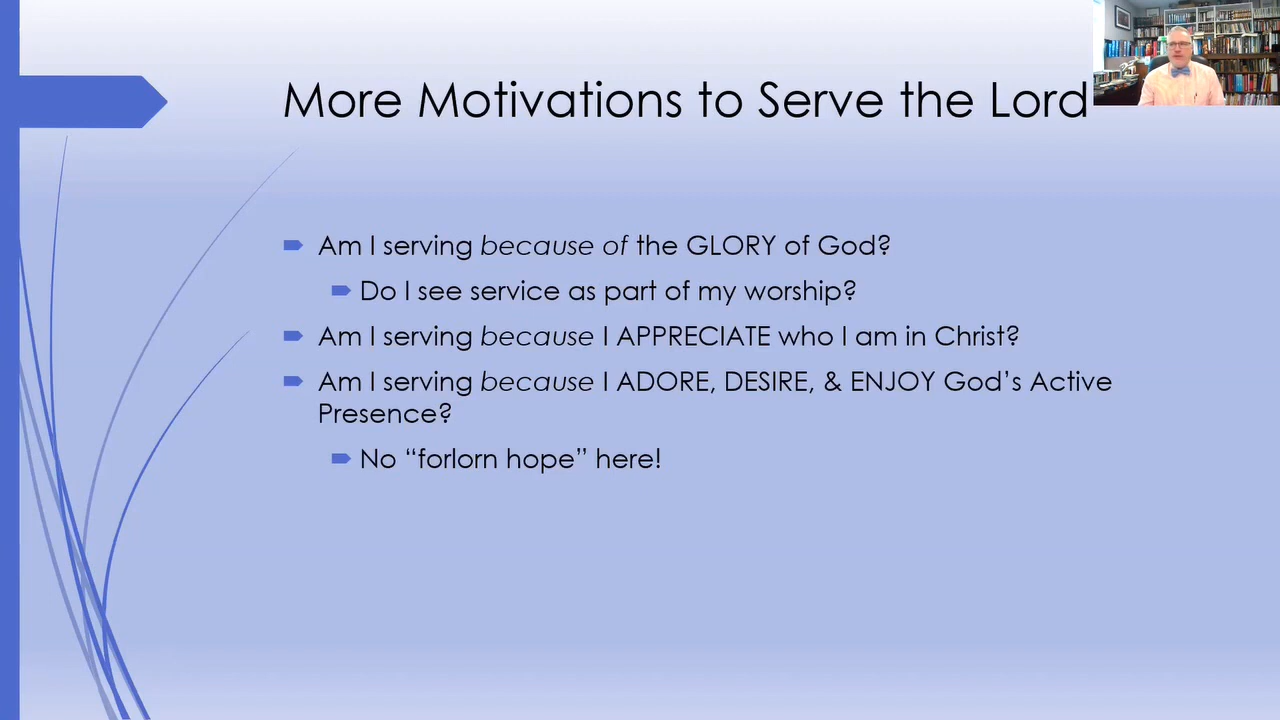 More Motivations to Serve the Lord
Am I serving because of the GLORY of God?
Do I see service as part of my worship?
Am I serving because I APPRECIATE who I am in Christ?
Am I serving because I ADORE, DESIRE, & ENJOY God’s Active
Presence?
No “forlorn hope” here!